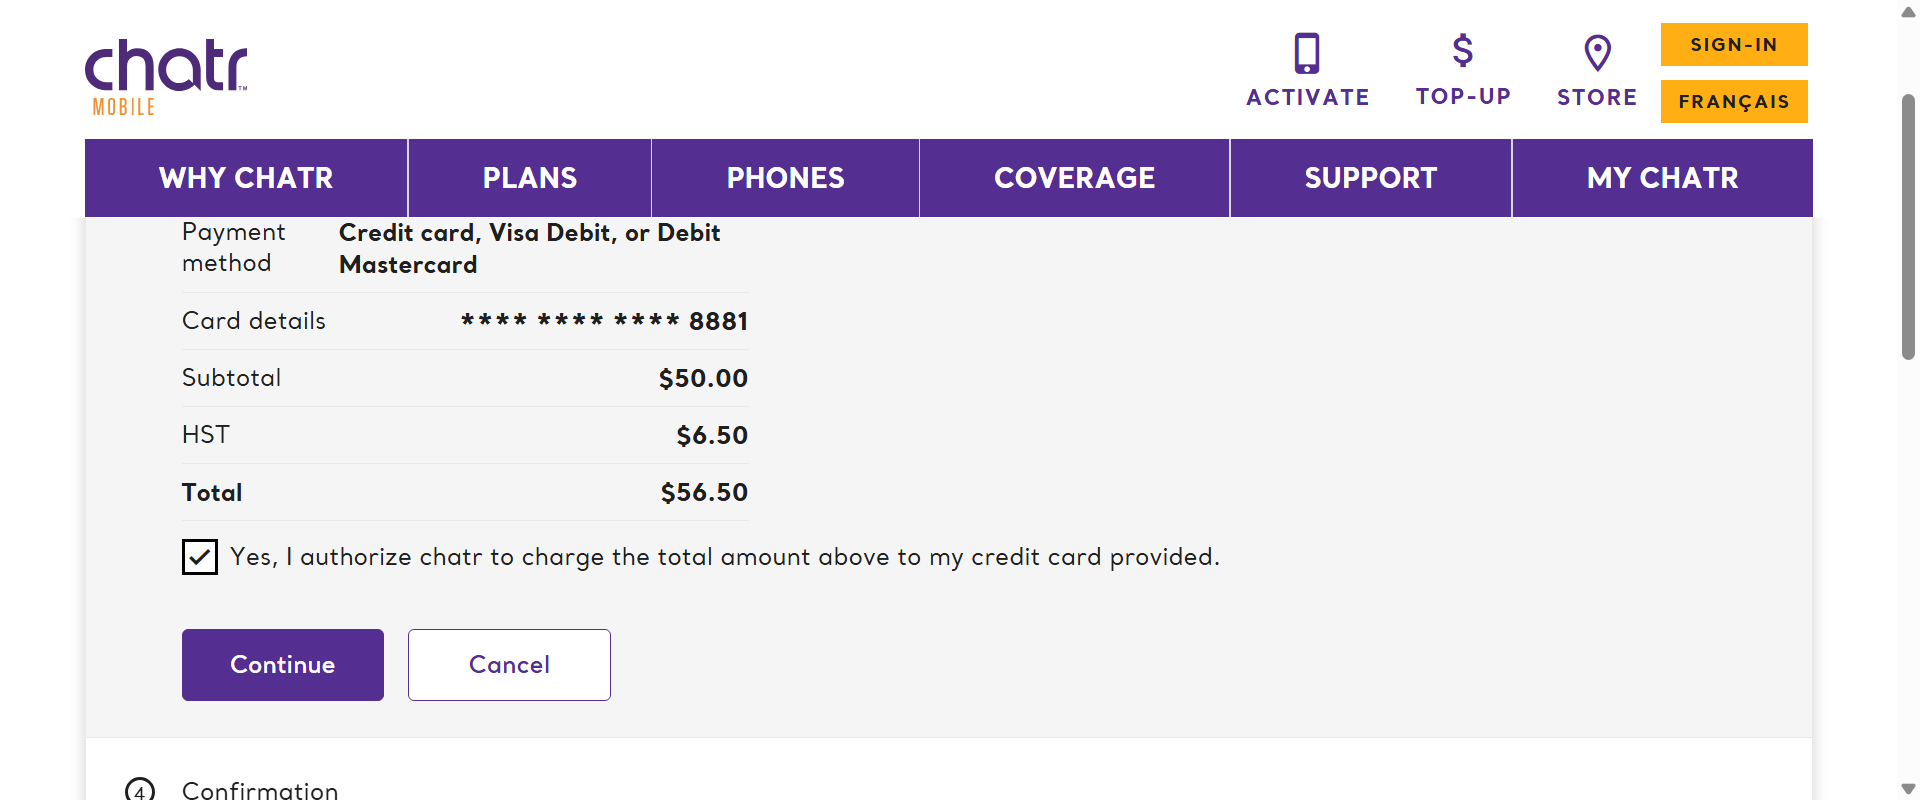 chatr™
MOBILE
ACTIVATE
TOP-UP
STORE
SIGN-IN
FRANÇAIS
WHY CHATR
PLANS
PHONES
COVERAGE
SUPPORT
MY CHATR
Payment
method
Credit card, Visa Debit, or Debit
Mastercard
Card details **** **** **** 8881
Subtotal $50.00
HST $6.50
Total $56.50
Yes, I authorize chatr to charge the total amount above to my credit card provided.
Continue
Cancel
4 Confirmation